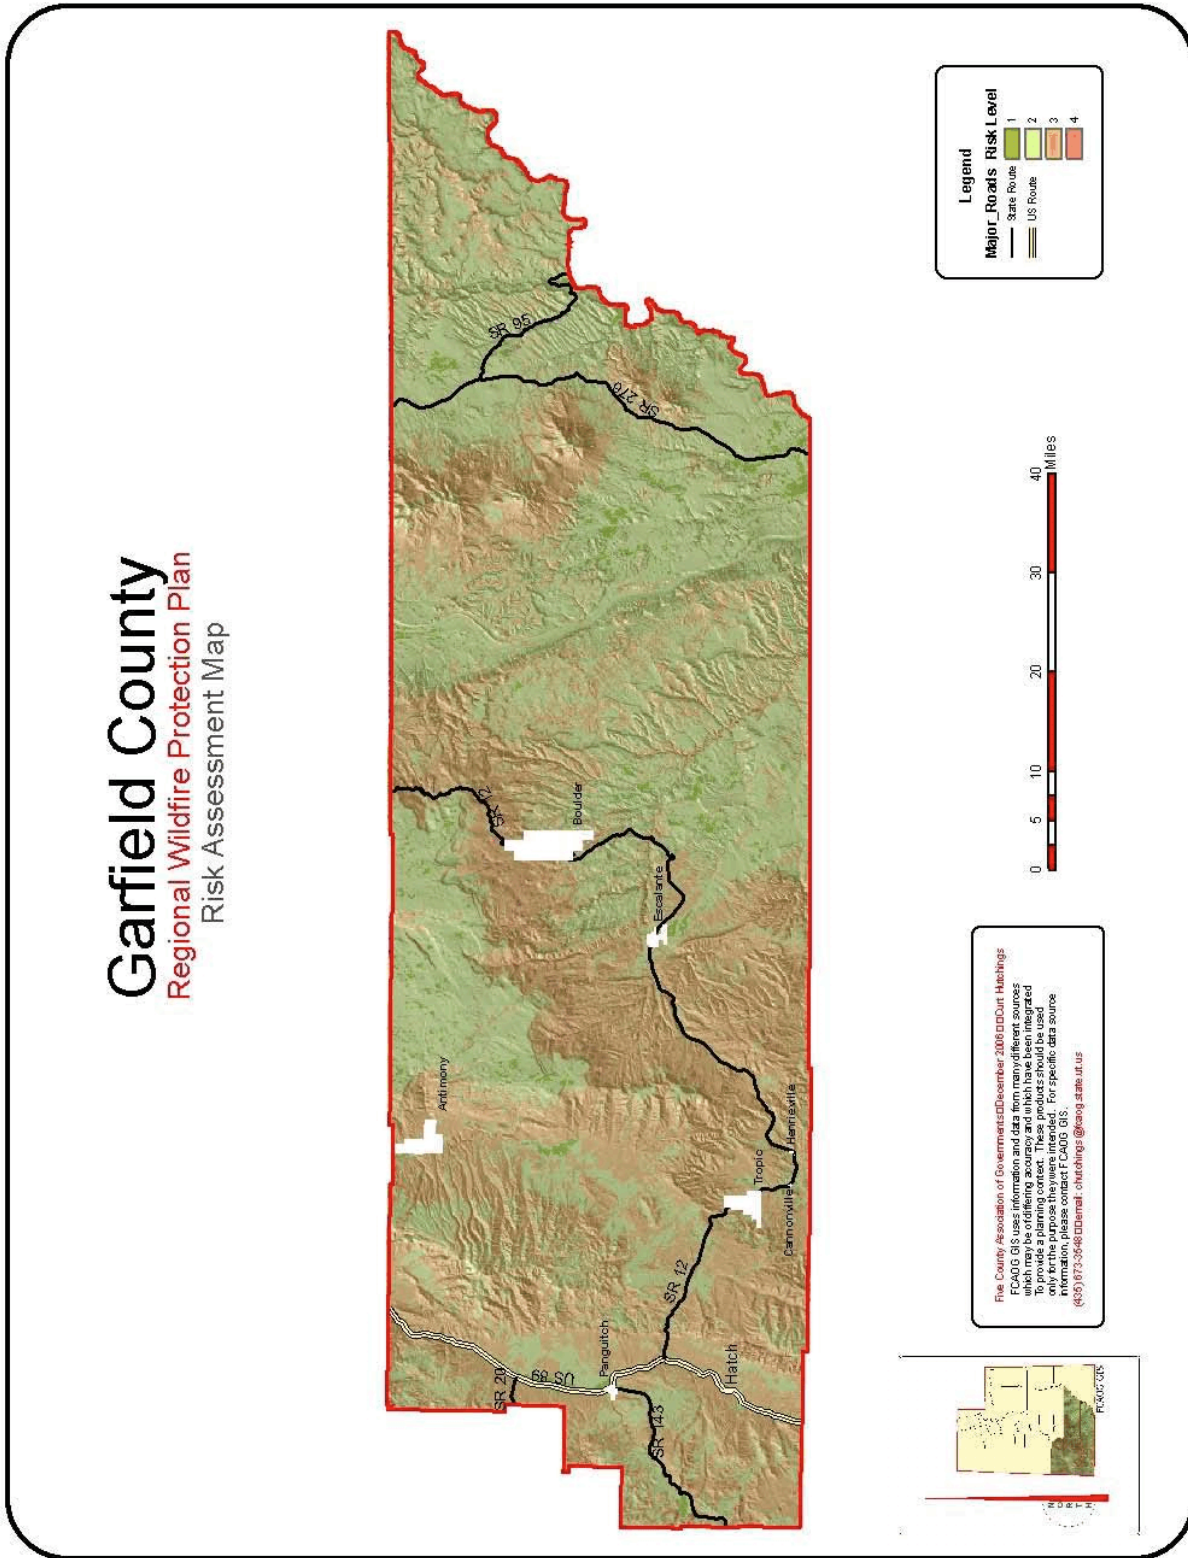 Garfield County
Regional Wildfire Protection Plan
Risk Assessment Map
SR 95
SR 276
SR 12
Boulder
Escalante
Antimony
Tropic
Henrieville
Cannonville
SR 12
SR 20
US 89
Panguitch
Hatch
SR 143
Legend
Major_Roads
State Route
US Route
Risk Level
1
2
3
4
0 5 10 20 30 40
Miles
Five County Association of Governments□December 2006□□Curt Hutchings
FCAOG GIS uses information and data from many different sources
which may be of differing accuracy and which have been integrated
To provide a planning context. These products should be used
only for the purpose they were intended. For specific data source
information, please contact FCAOG GIS.
(435) 673-3548□□email: chutchings@fcaog.state.ut.us
NORTH
FCAOG GIS